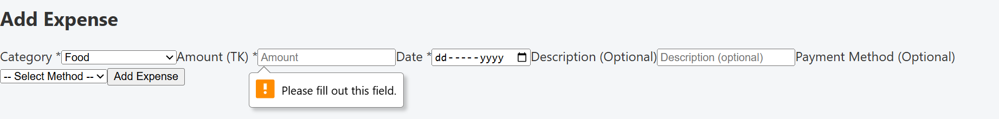 Add Expense
Category * Food Amount (TK) * Amount Date * dd-----yyyy Description (Optional) Description (optional) Payment Method (Optional)
-- Select Method -- Add Expense
Please fill out this field.